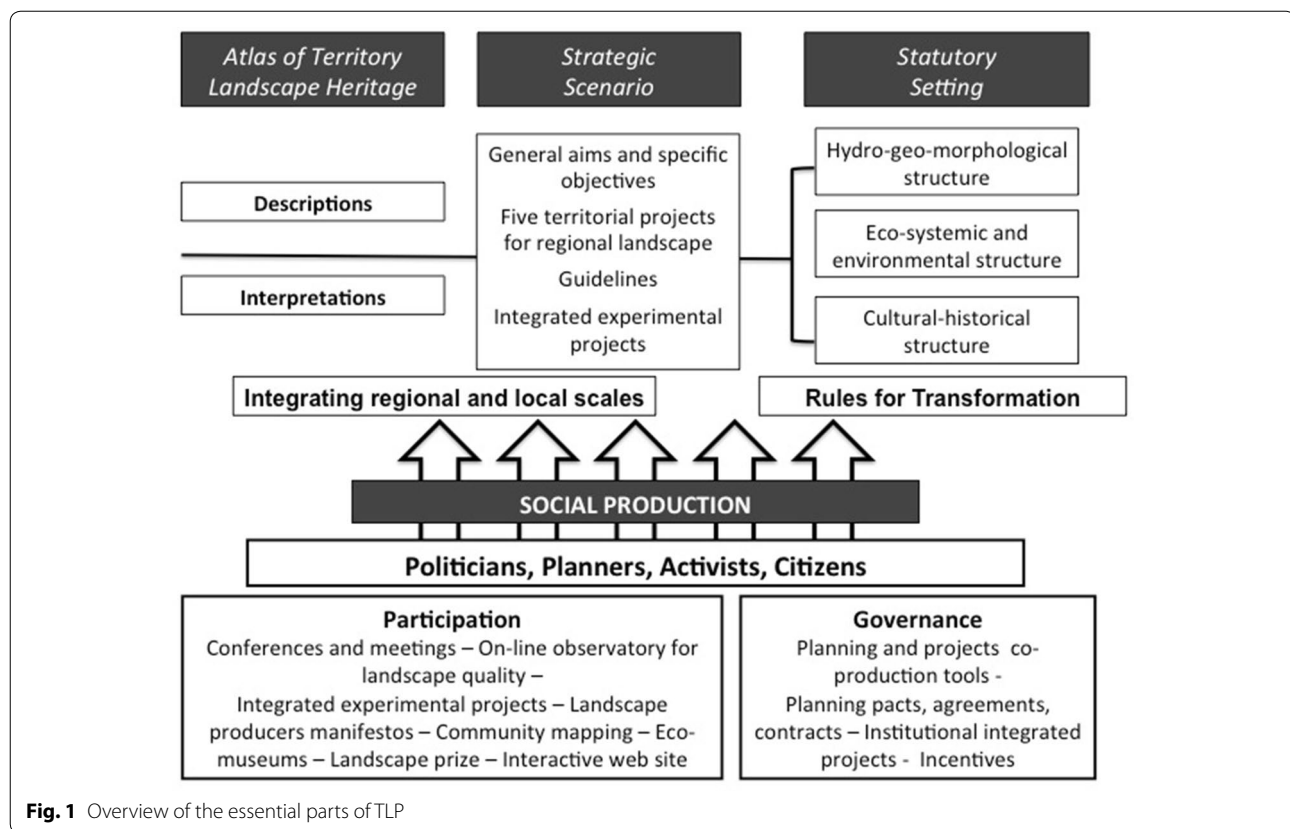 Atlas of Territory
Landscape Heritage
Strategic
Scenario
Statutory
Setting
Descriptions
Interpretations
General aims and specific
objectives
Five territorial projects
for regional landscape
Guidelines
Integrated experimental
projects
Hydro-geo-morphological
structure
Eco-systemic and
environmental structure
Cultural-historical
structure
Integrating regional and local scales
Rules for Transformation
SOCIAL PRODUCTION
Politicians, Planners, Activists, Citizens
Participation
Conferences and meetings – On-line observatory for
landscape quality –
Integrated experimental projects – Landscape
producers manifestos – Community mapping – Eco-
museums – Landscape prize – Interactive web site
Governance
Planning and projects co-
production tools -
Planning pacts, agreements,
contracts – Institutional integrated
projects - Incentives
Fig. 1 Overview of the essential parts of TLP